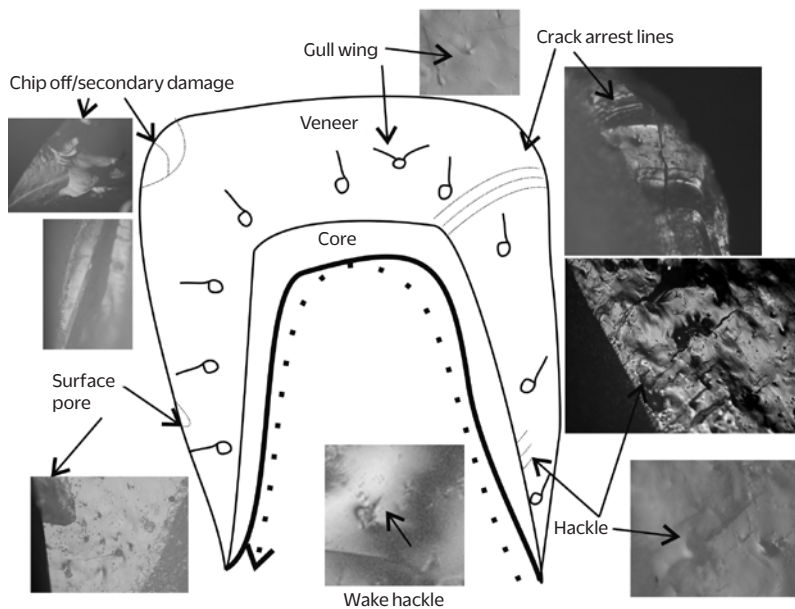 Gull wing
Crack arrest lines
Chip off/secondary damage
Veneer
Core
Surface
pore
Hackle
Wake hackle